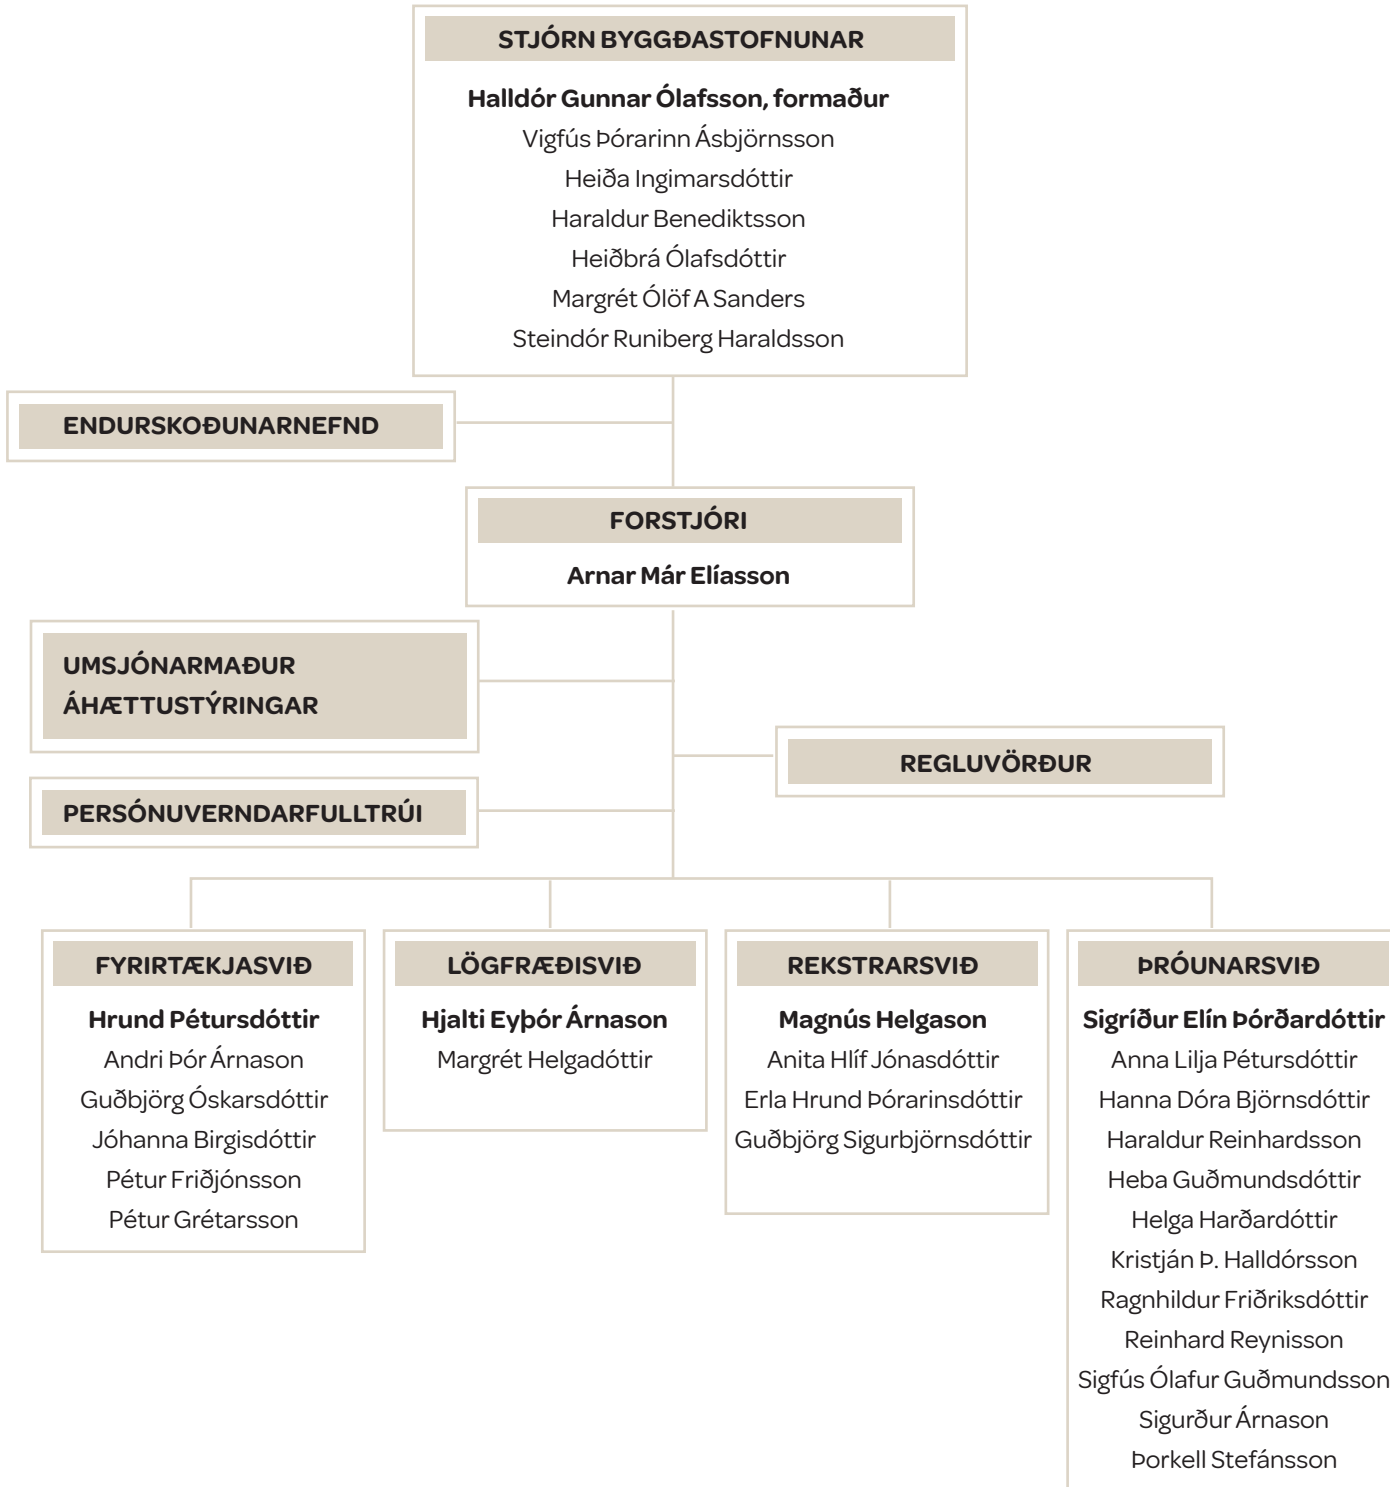 STJÓRN BYGGÐASTOFNUNAR
Halldór Gunnar Ólafsson, formaður
Vigfús Þórarinn Ásbjörnsson
Heiða Ingimarsdóttir
Haraldur Benediktsson
Heiðbrá Ólafsdóttir
Margrét Ólöf A Sanders
Steindór Runiberg Haraldsson
ENDURSKOÐUNARNEFND
FORSTJÓRI
Arnar Már Elíasson
UMSJÓNARMAÐUR
ÁHÆTTUSTÝRINGAR
REGLUVÖRÐUR
PERSÓNUVERNDARFULLTRÚI
FYRIRTÆKJASVIÐ
Hrund Pétursdóttir
Andri Þór Árnason
Guðbjörg Óskarsdóttir
Jóhanna Birgisdóttir
Pétur Friðjónsson
Pétur Grétarsson
LÖGFRÆÐISVIÐ
Hjalti Eyþór Árnason
Margrét Helgadóttir
REKSTRARSVIÐ
Magnús Helgason
Anita Hlíf Jónasdóttir
Erla Hrund Þórarinsdóttir
Guðbjörg Sigurbjörnsdóttir
ÞRÓUNARSVIÐ
Sigríður Elín Þórðardóttir
Anna Lilja Pétursdóttir
Hanna Dóra Björnsdóttir
Haraldur Reinhardsson
Heba Guðmundsdóttir
Helga Harðardóttir
Kristján Þ. Halldórsson
Ragnhildur Friðriksdóttir
Reinhard Reynisson
Sigfús Ólafur Guðmundsson
Sigurður Árnason
Þorkell Stefánsson